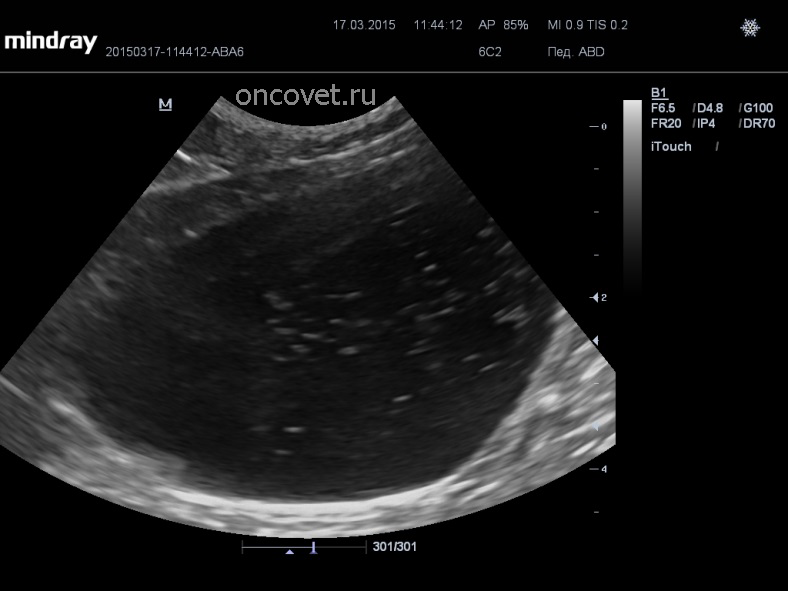 mindray
20150317-114412-ABA6
17.03.2015 11:44:12 AP 85% MI 0.9 TIS 0.2
6C2 Пед. ABD
M
oncovet.ru
B1
F6.5 /D4.8 /G100
FR20 /IP4 /DR70
iTouch /
0
2
4
301/301